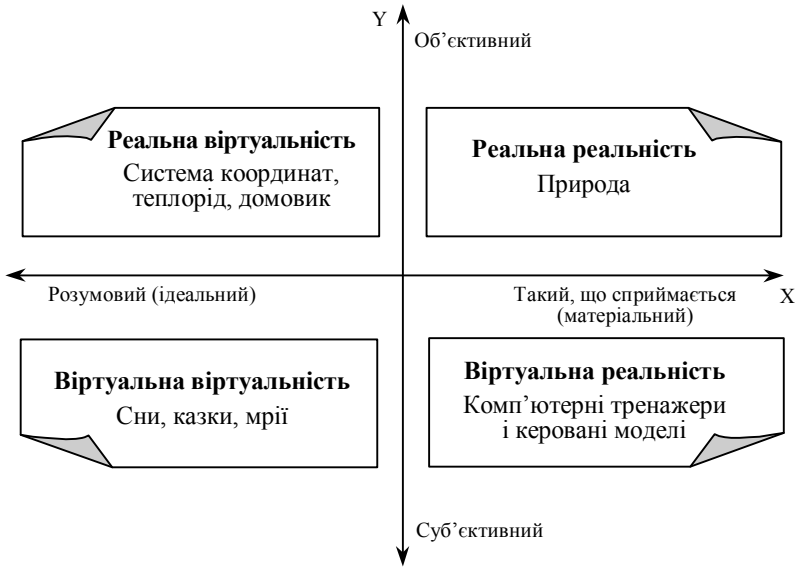 Y
Об’єктивний
Реальна віртуальність
Система координат,
теплорід, домовик
Реальна реальність
Природа
Розумовий (ідеальний)
Такий, що сприймається
(матеріальний)
X
Віртуальна віртуальність
Сни, казки, мрії
Віртуальна реальність
Комп’ютерні тренажери
і керовані моделі
Суб’єктивний